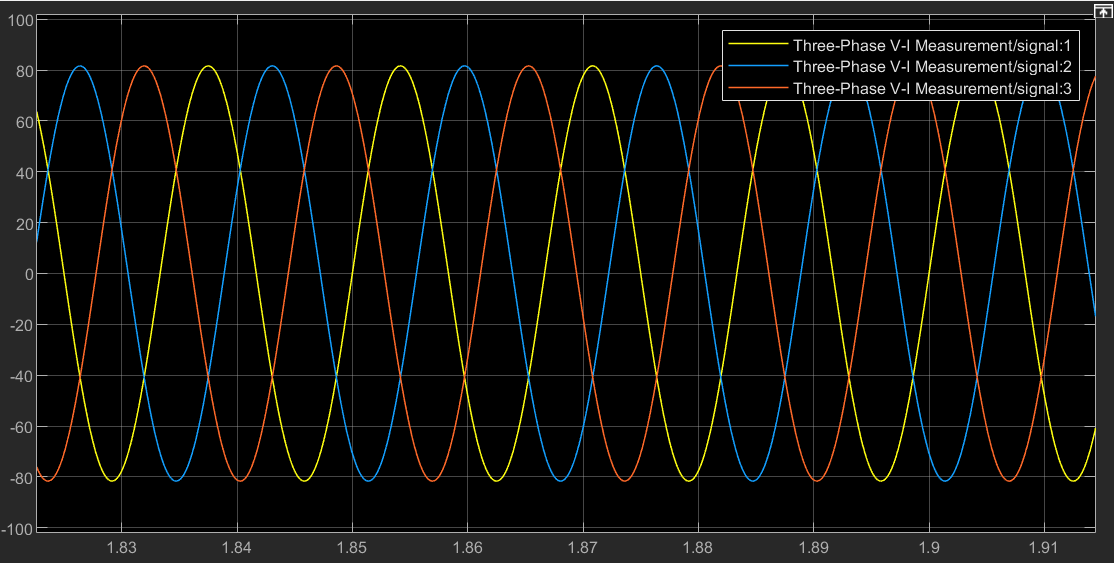 100
Three-Phase V-I Measurement/signal:1
Three-Phase V-I Measurement/signal:2
Three-Phase V-I Measurement/signal:3
80
60
40
20
0
-20
-40
-60
-80
-100
1.83 1.84 1.85 1.86 1.87 1.88 1.89 1.9 1.91